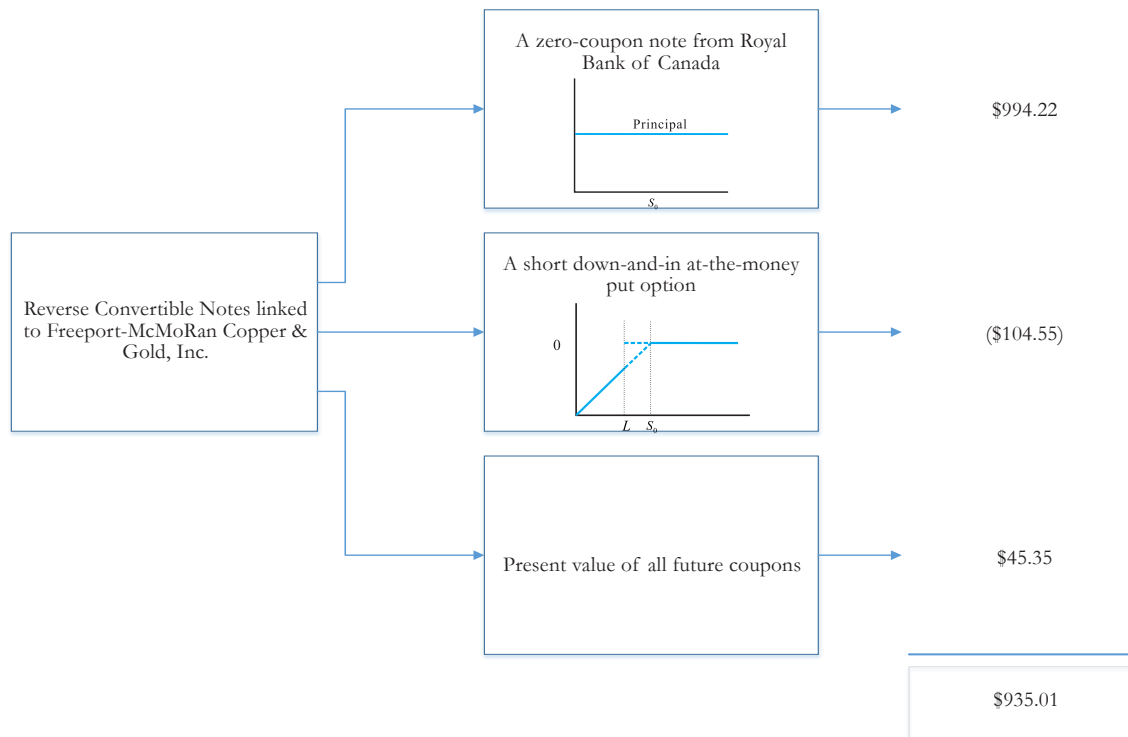 A zero-coupon note from Royal
Bank of Canada
Principal
S₀
$994.22
Reverse Convertible Notes linked
to Freeport-McMoRan Copper &
Gold, Inc.
A short down-and-in at-the-money
put option
0
L S₀
($104.55)
Present value of all future coupons
$45.35
$935.01